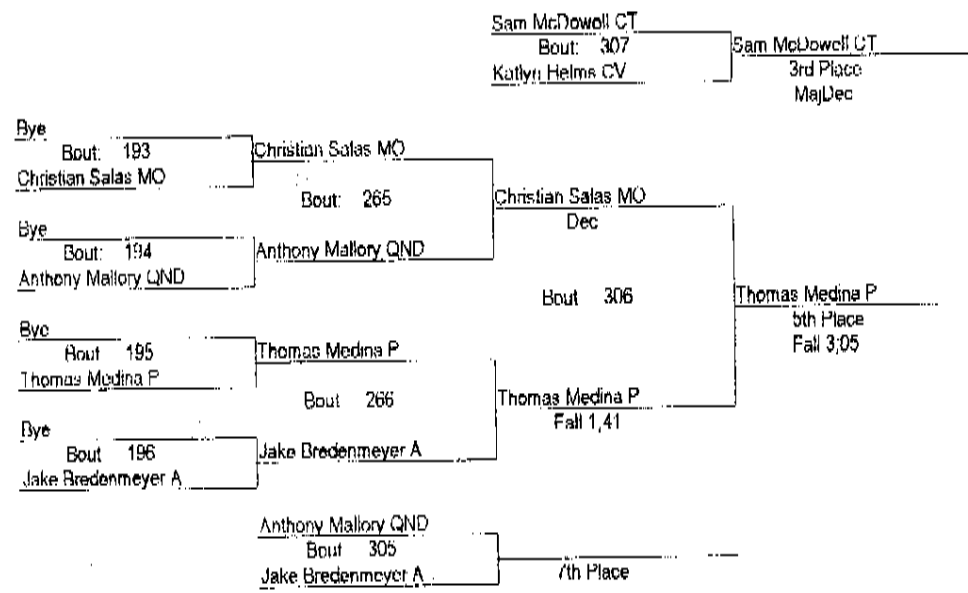 Sam McDowell CT
Bout: 307
Katlyn Helms CV
Sam McDowell CT
3rd Place
MajDec
Bye
Bout: 193
Christian Salas MO
Christian Salas MO
Bout: 265
Bye
Bout: 194
Anthony Mallory QND
Anthony Mallory QND
Christian Salas MO
Dec
Bout 306
Thomas Medina P
5th Place
Fall 3;05
Bye
Bout 195
Thomas Medina P
Thomas Medina P
Bout 266
Bye
Bout 196
Jake Bredenmeyer A
Jake Bredenmeyer A
Thomas Medina P
Fall 1,41
Anthony Mallory QND
Bout 305
Jake Bredenmeyer A
7th Place